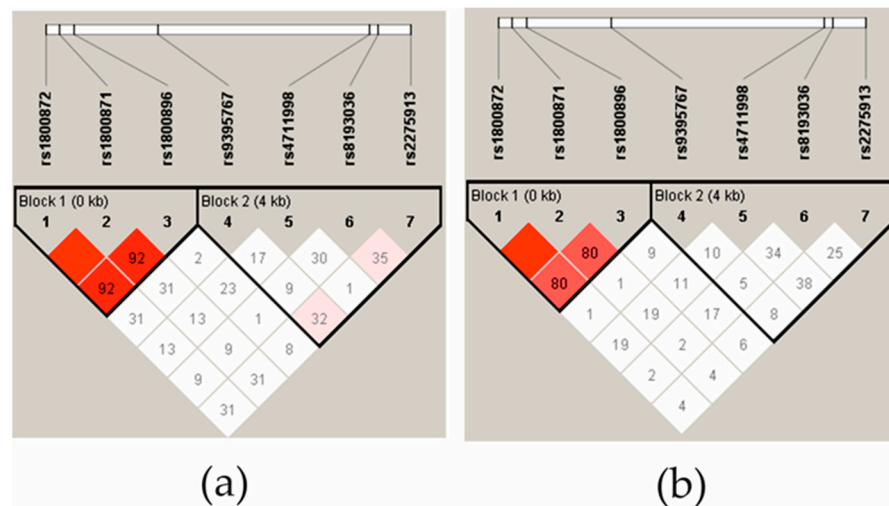 rs1800872
rs1800871
rs1800896
rs9395767
rs4711998
rs8193036
rs2275913
Block 1 (0 kb)
Block 2 (4 kb)
1 2 3 4 5 6 7
92 2 17 30 35
92 31 23 9 1
31 13 1 32
13 9 8
9 31
31
(a)
rs1800872
rs1800871
rs1800896
rs9395767
rs4711998
rs8193036
rs2275913
Block 1 (0 kb)
Block 2 (4 kb)
1 2 3 4 5 6 7
80 9 10 34 25
80 1 11 5 38
1 19 17 8
19 2 6
2 4
4
(b)